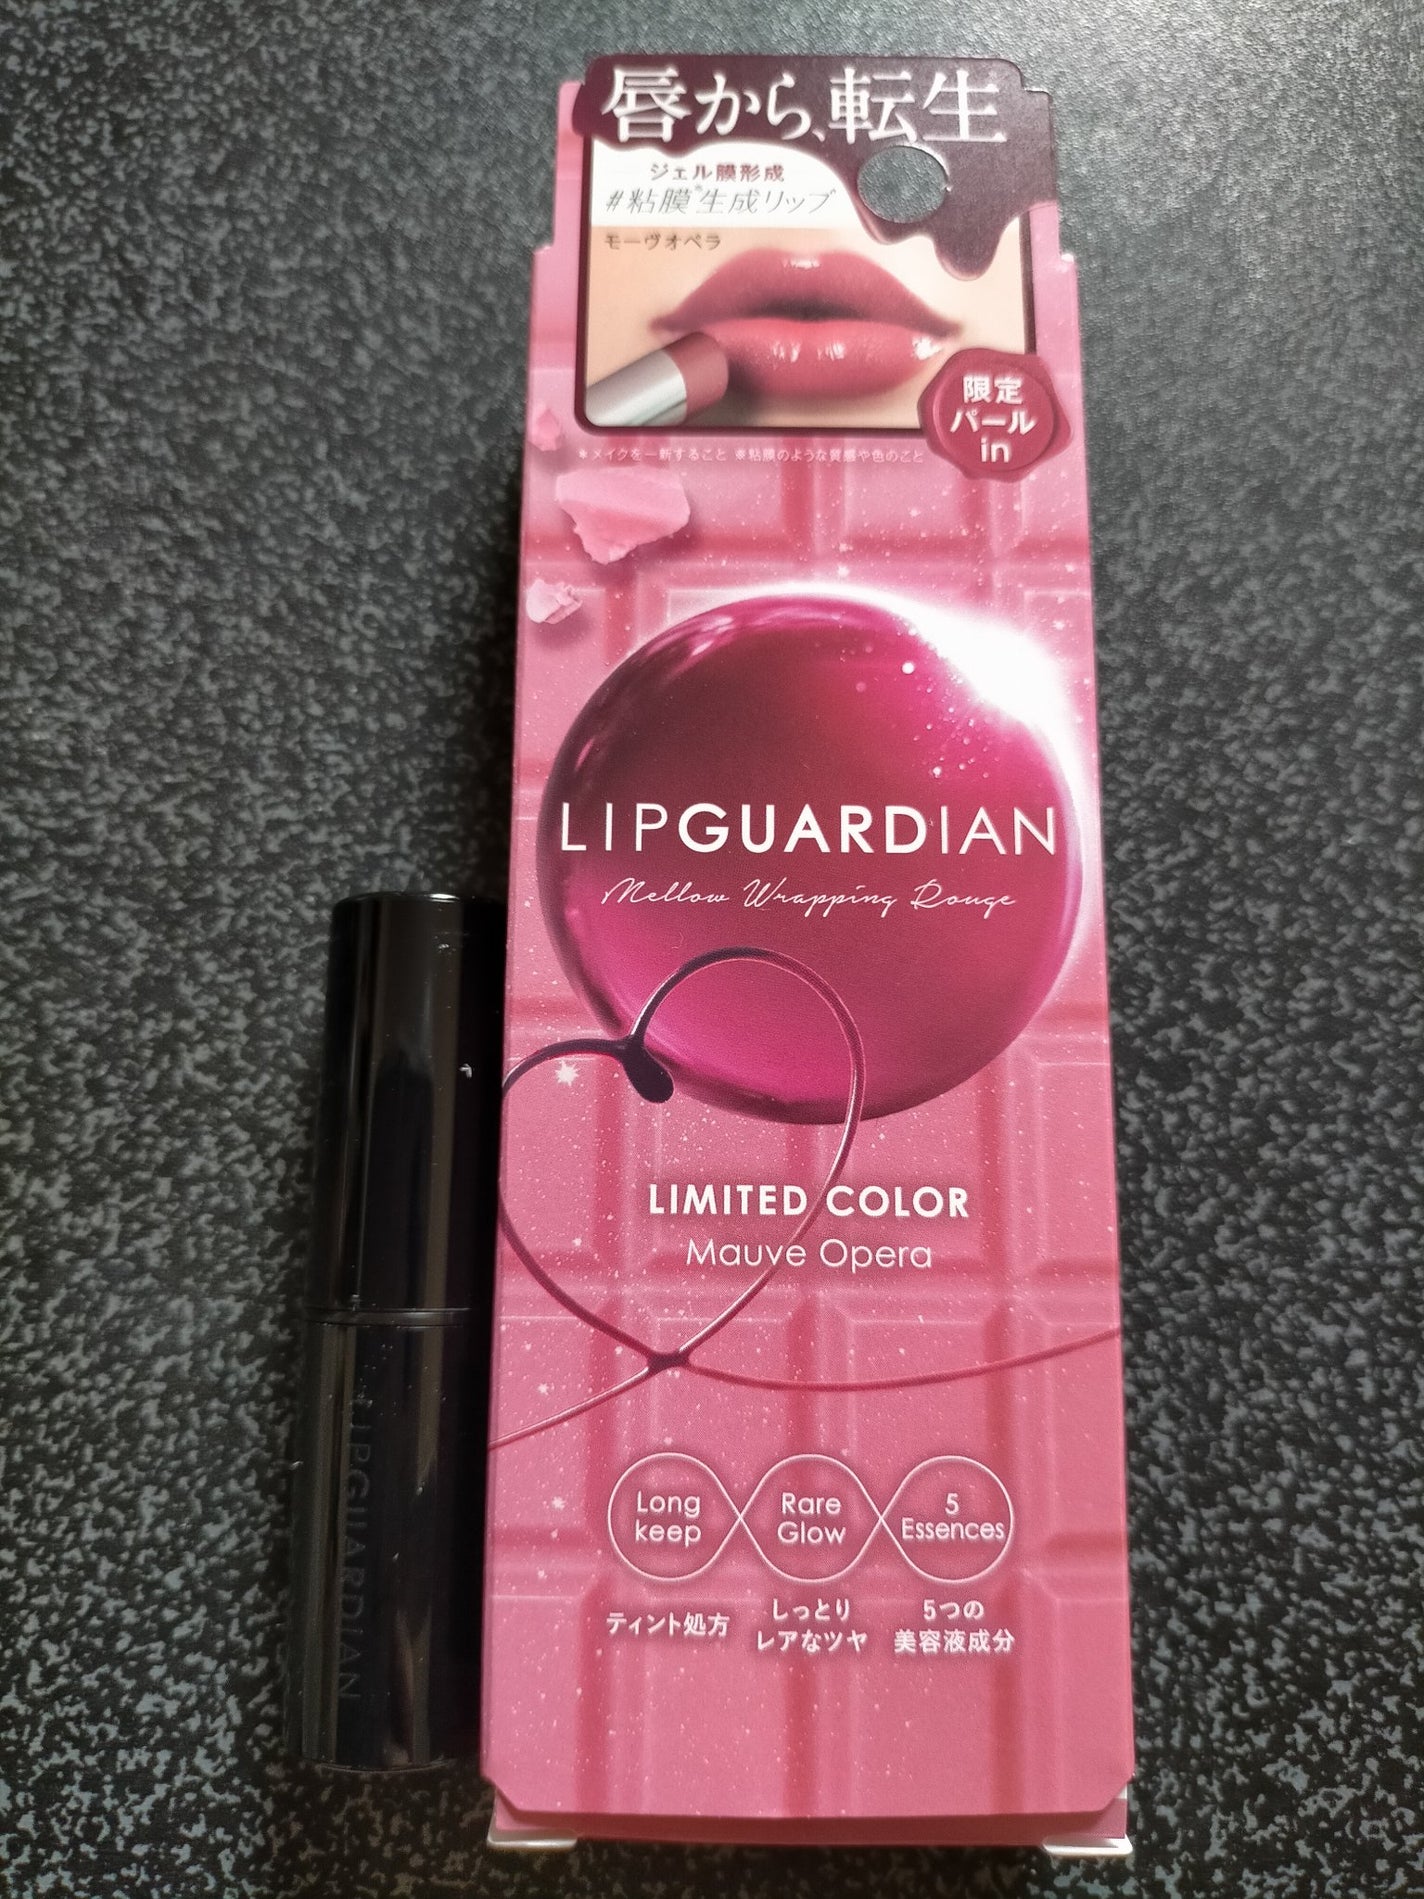 唇から、転生
ジェル膜形成
#粘膜※生成リップ
モーヴオペラ
限定
パール
in
＊メイクを一新すること ※粘膜のような質感や色のこと
LIPGUARDIAN
Mellow Wrapping Rouge
LIMITED COLOR
Mauve Opera
Long
keep
Rare
Glow
5
Essences
ティント処方
しっとり
レアなツヤ
5つの
美容液成分
LIPGUARDIAN